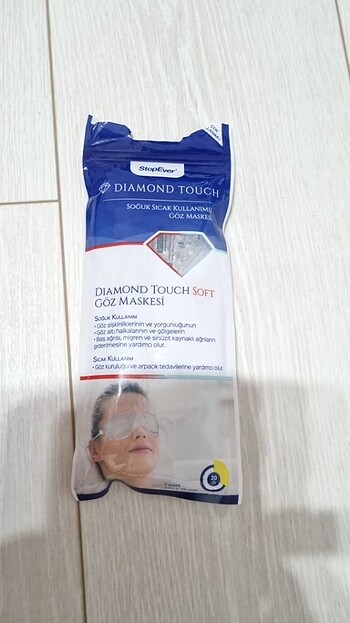 StopEver
DIAMOND TOUCH
SOĞUK SICAK KULLANIMLI
GÖZ MASKESİ
DIAMOND TOUCH SOFT
GÖZ MASKESİ
SOĞUK KULLANIM
• Göz şişkinliklerinin ve yorgunluğunun
• Göz altı halkalarının ve gölgelerin
• Bas ağrısı, migren ve sinüzit kaynaklı ağrıların
giderilmesine yardımcı olur.
SICAK KULLANIM
• Göz kuruluğu ve arpacık tedavilerine yardımcı olur
20